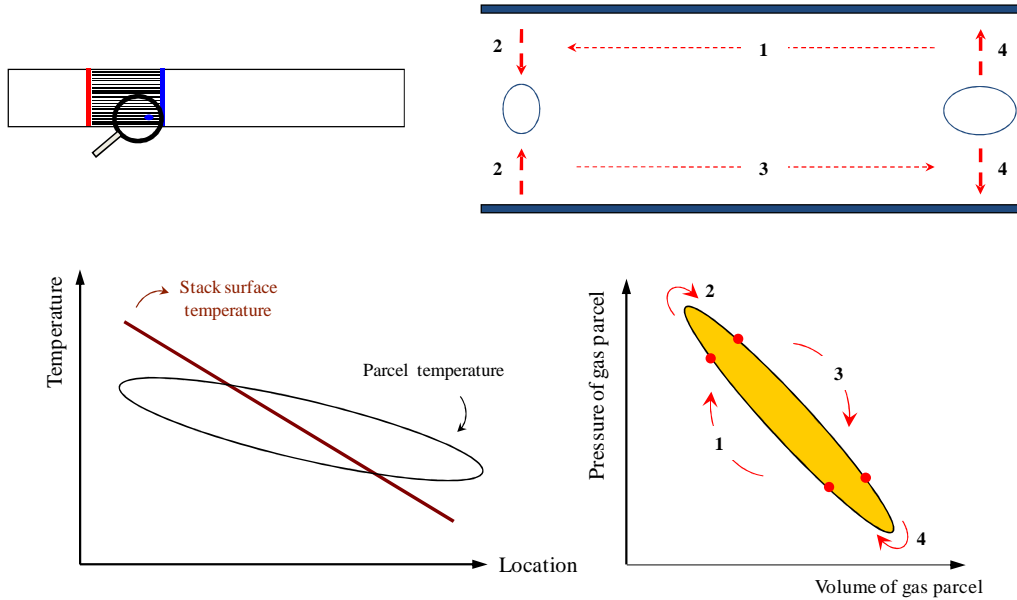 2
1
4
2
3
4
Temperature
Stack surface
temperature
Parcel temperature
Location
Pressure of gas parcel
2
3
1
4
Volume of gas parcel